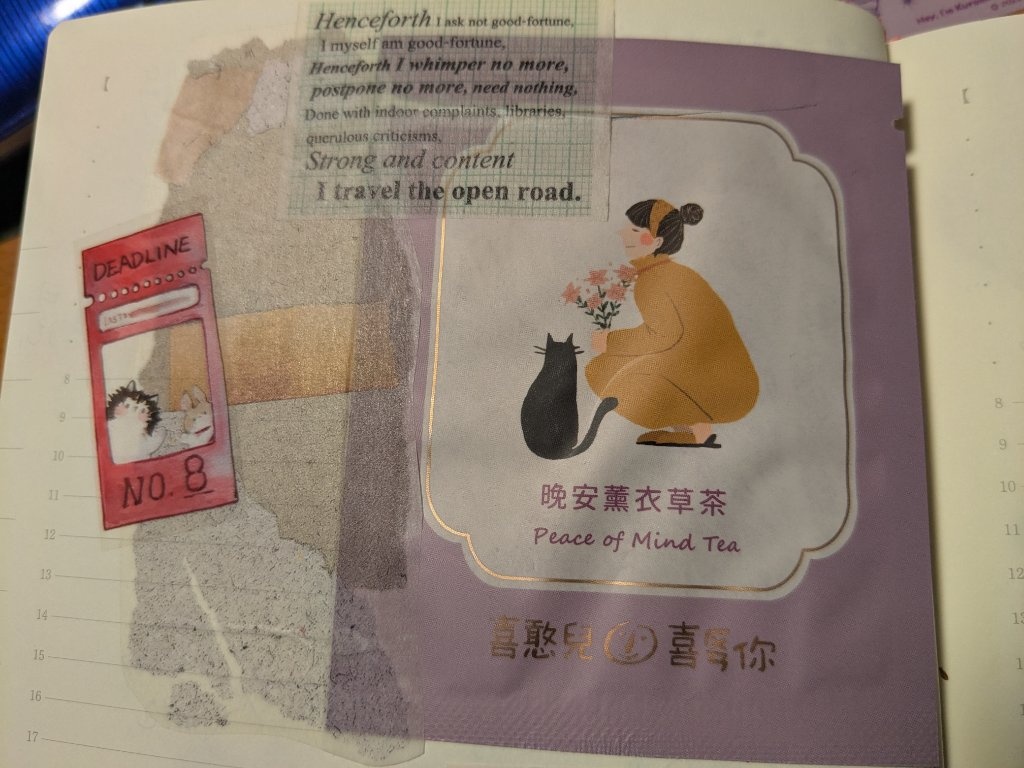 Hey, I'm
Henceforth I ask not good-fortune,
I myself am good-fortune,
Henceforth I whimper no more,
postpone no more, need nothing,
Done with indoor complaints, libraries,
querulous criticisms,
Strong and content
I travel the open road.
DEADLINE
NO. 8
晚安薰衣草茶
Peace of Mind Tea
喜憨兒 喜 你
8
9
10
11
12
13
14
15
16
17
8
9
10
11
12